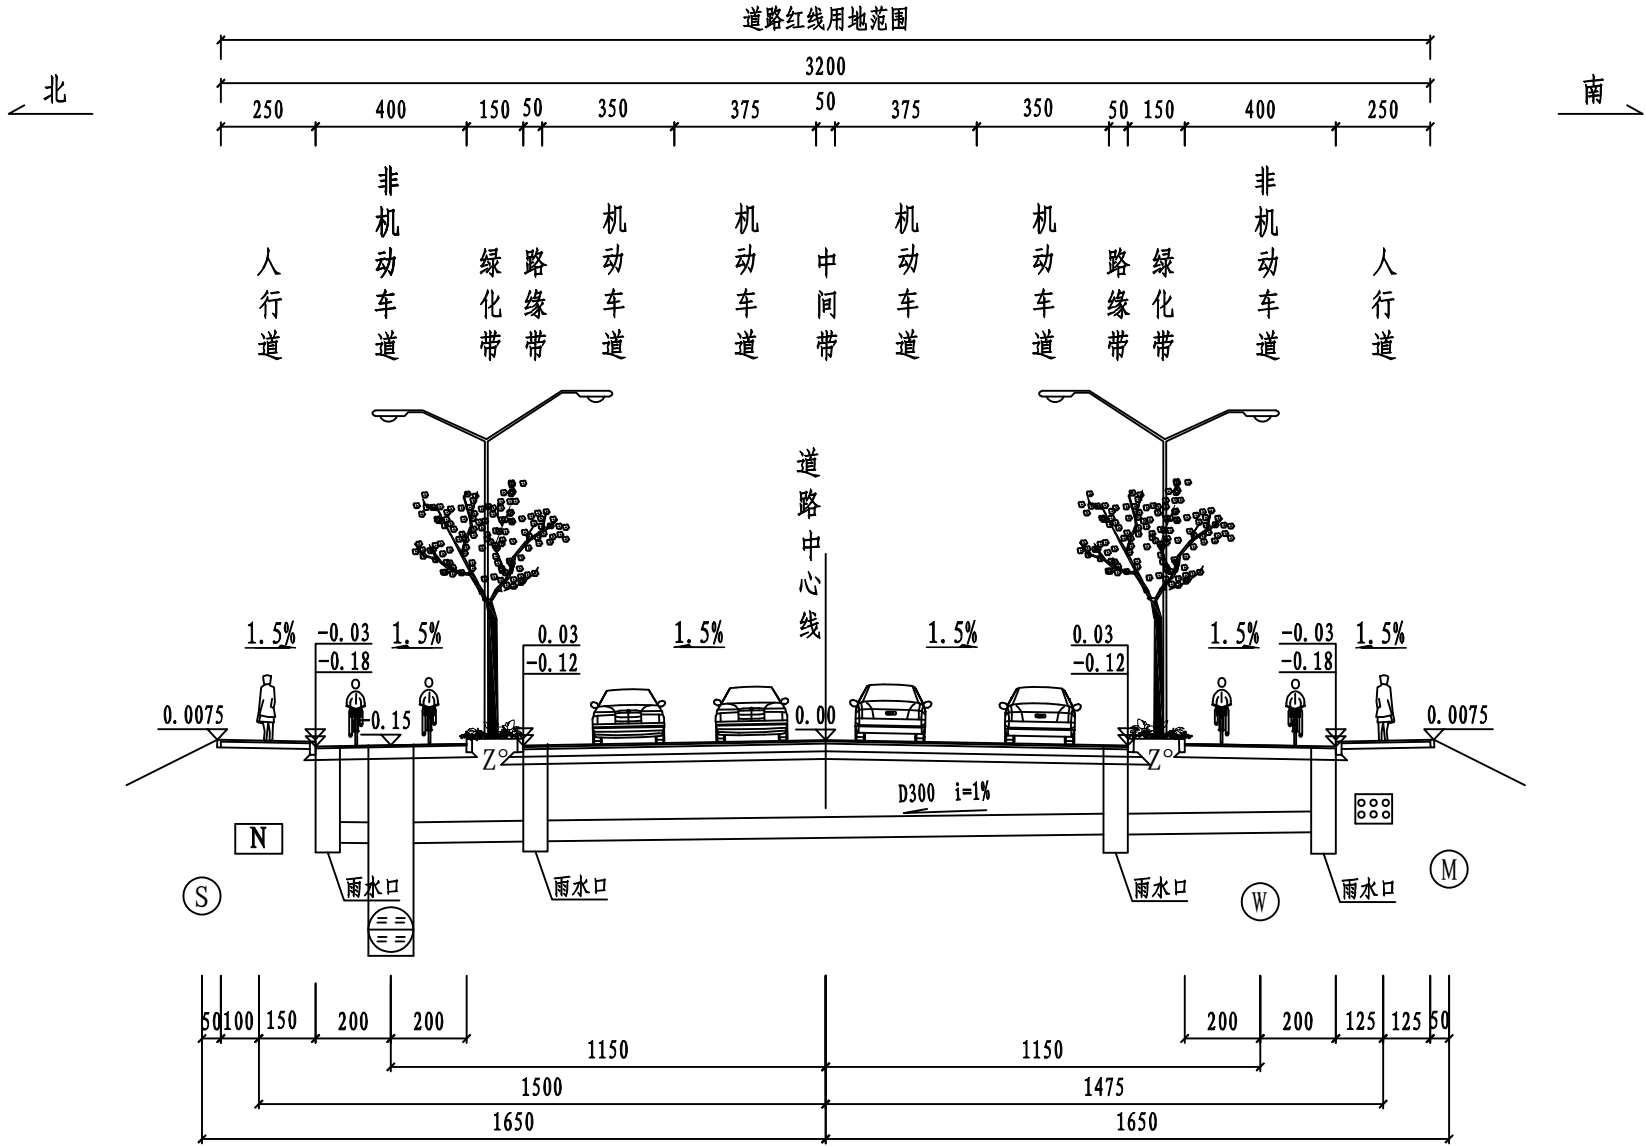 道路红线用地范围
3200
北
南
250 400 150 50 350 375 50 375 350 50 150 400 250
人行道
非机动车道
绿化带
路缘带
机动车道
机动车道
中间带
机动车道
机动车道
路缘带
绿化带
非机动车道
人行道
道路中心线
1.5% -0.03 1.5% 0.03 1.5% 1.5% 0.03 1.5% -0.03 1.5%
-0.18 -0.12 -0.12 -0.18
0.0075 -0.15 0.00 0.0075
Z° Z°
D300 i=1%
N
S
M
W
雨水口 雨水口 雨水口 雨水口
50 100 150 200 200 200 200 125 125 50
1150 1150
1500 1475
1650 1650